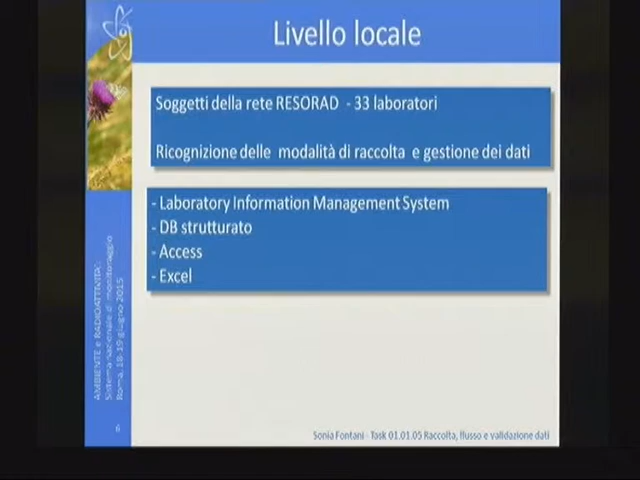 Livello locale
Soggetti della rete RESORAD - 33 laboratori
Ricognizione delle modalità di raccolta e gestione dei dati
- Laboratory Information Management System
- DB strutturato
- Access
- Excel
AMBIENTE e RADIOATTIVITA':
Sistema nazionale di monitoraggio
Roma, 18-19 giugno 2015
6
Sonia Fontani - Task 01.01.05 Raccolta, flusso e validazione dati